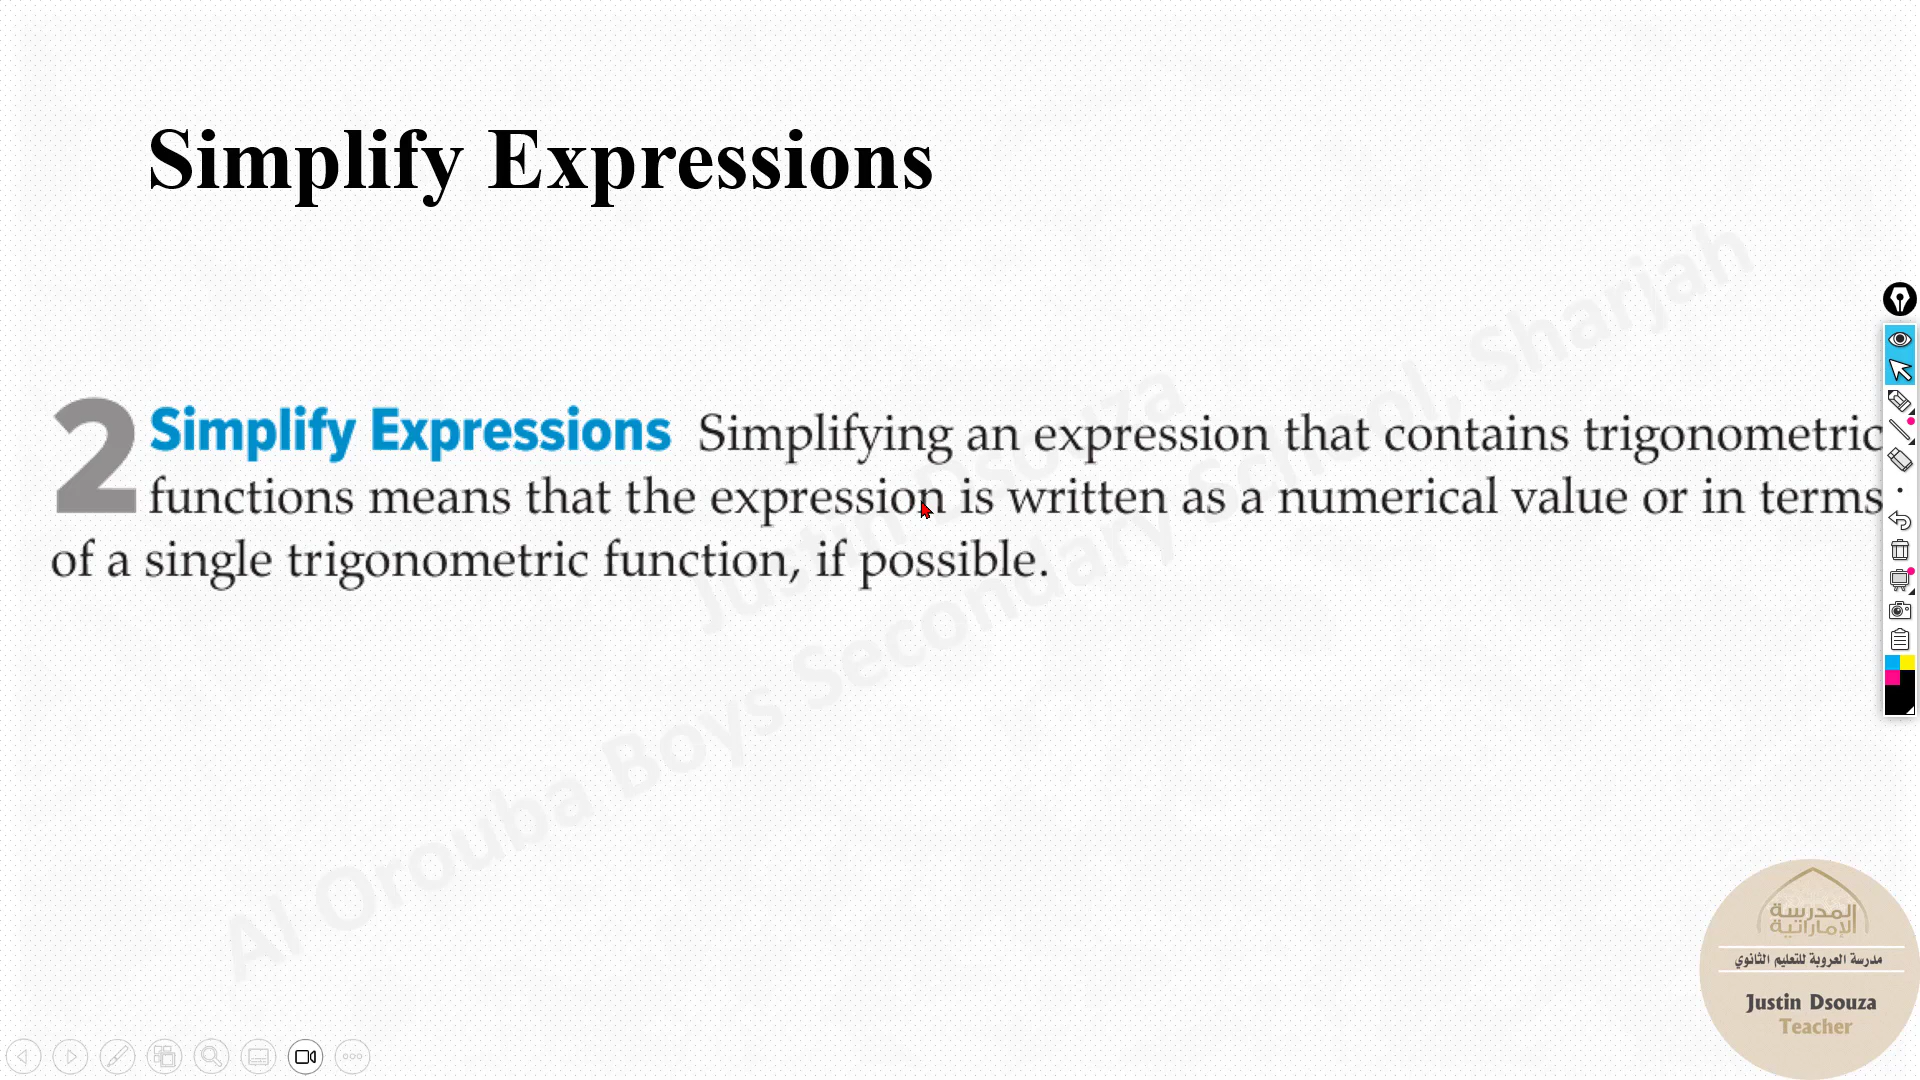 Simplify Expressions
2 Simplify Expressions Simplifying an expression that contains trigonometric
functions means that the expression is written as a numerical value or in terms
of a single trigonometric function, if possible.
Justin Dsouza
Al Orouba Boys Secondary School, Sharjah
المدرسة
الإماراتية
مدرسة العروبة للتعليم الثانوي
Justin Dsouza
Teacher